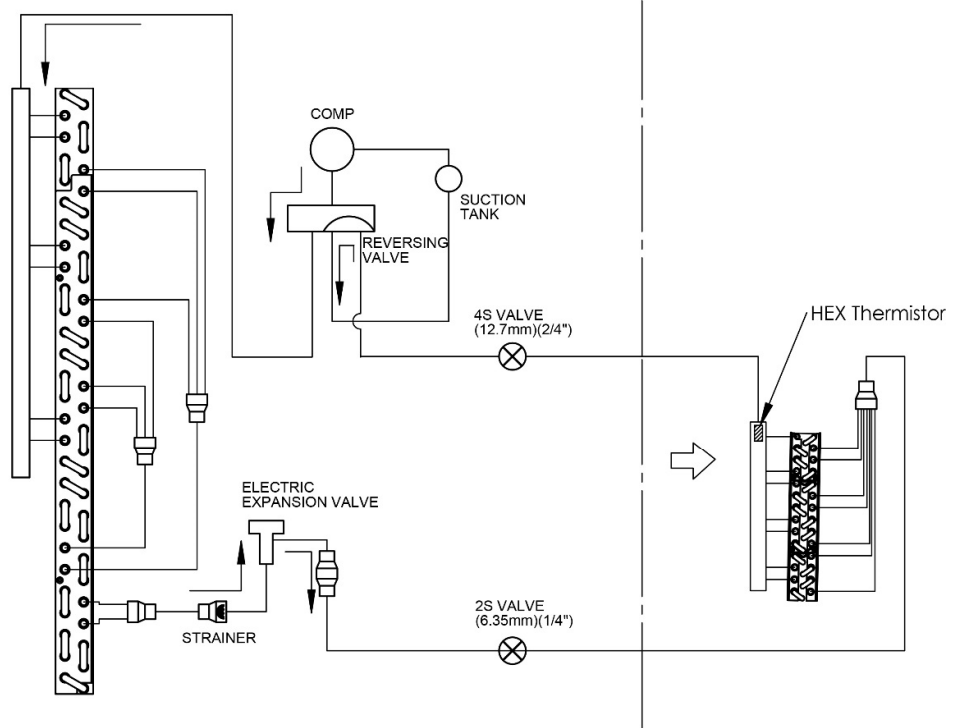 COMP
SUCTION
TANK
REVERSING
VALVE
4S VALVE
(12.7mm)(2/4")
HEX Thermistor
ELECTRIC
EXPANSION VALVE
STRAINER
2S VALVE
(6.35mm)(1/4")